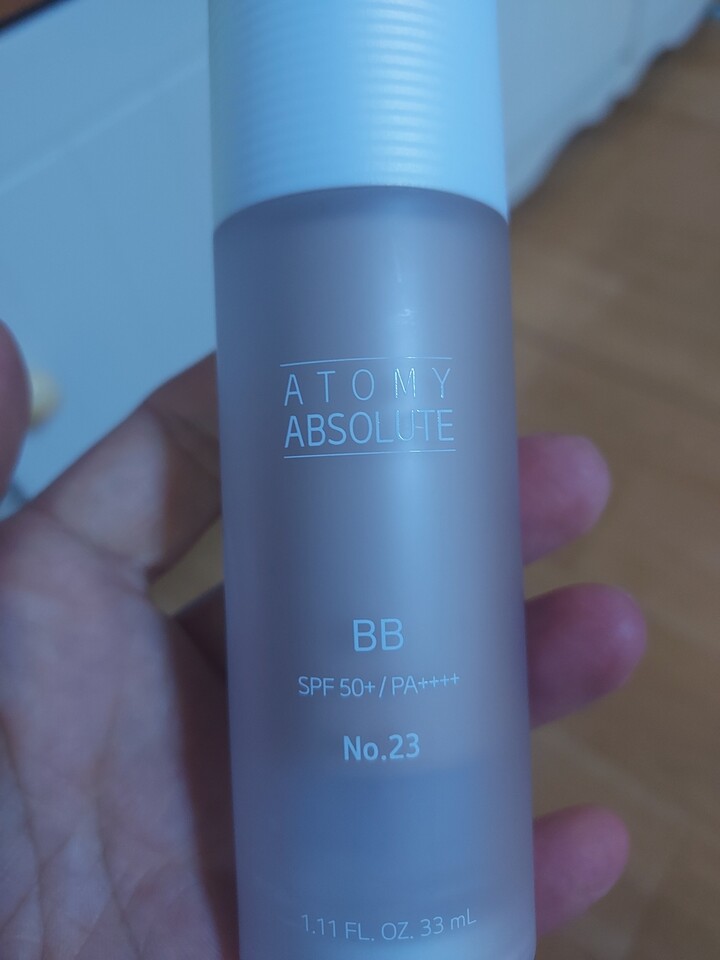 ATOMY
ABSOLUTE
BB
SPF 50+ / PA++++
No.23
1.11 FL. OZ. 33 mL